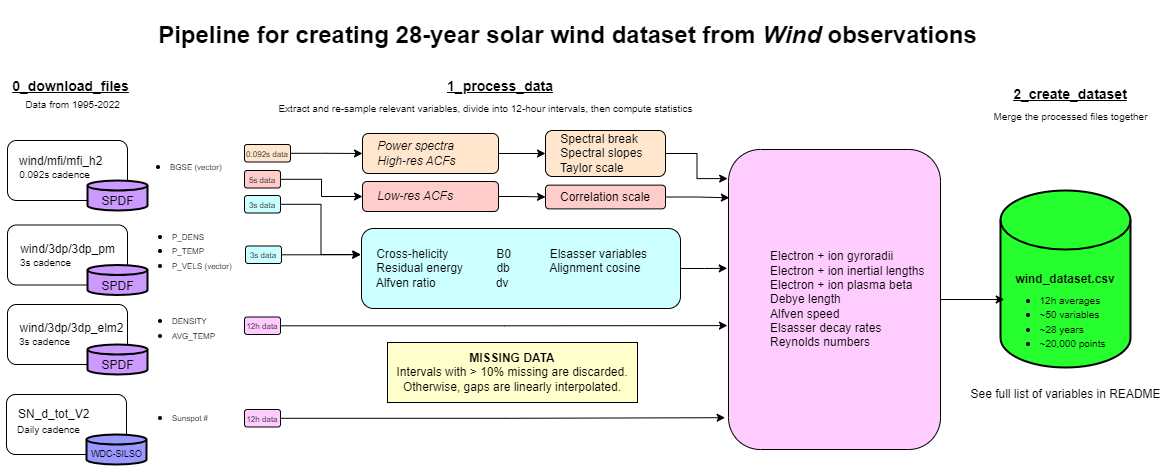 Pipeline for creating 28-year solar wind dataset from Wind observations
0_download_files
Data from 1995-2022
1_process_data
Extract and re-sample relevant variables, divide into 12-hour intervals, then compute statistics
2_create_dataset
Merge the processed files together
wind/mfi/mfi_h2
0.092s cadence
SPDF
• BGSE (vector)
0.092s data
5s data
3s data
Power spectra
High-res ACFs
Spectral break
Spectral slopes
Taylor scale
Low-res ACFs
Correlation scale
wind/3dp/3dp_pm
3s cadence
SPDF
• P_DENS
• P_TEMP
• P_VELS (vector)
3s data
Cross-helicity B0 Elsasser variables
Residual energy db Alignment cosine
Alfven ratio dv
wind/3dp/3dp_elm2
3s cadence
SPDF
• DENSITY
• AVG_TEMP
12h data
MISSING DATA
Intervals with > 10% missing are discarded.
Otherwise, gaps are linearly interpolated.
SN_d_tot_V2
Daily cadence
WDC-SILSO
• Sunspot #
12h data
Electron + ion gyroradii
Electron + ion inertial lengths
Electron + ion plasma beta
Debye length
Alfven speed
Elsasser decay rates
Reynolds numbers
wind_dataset.csv
• 12h averages
• ~50 variables
• ~28 years
• ~20,000 points
See full list of variables in README